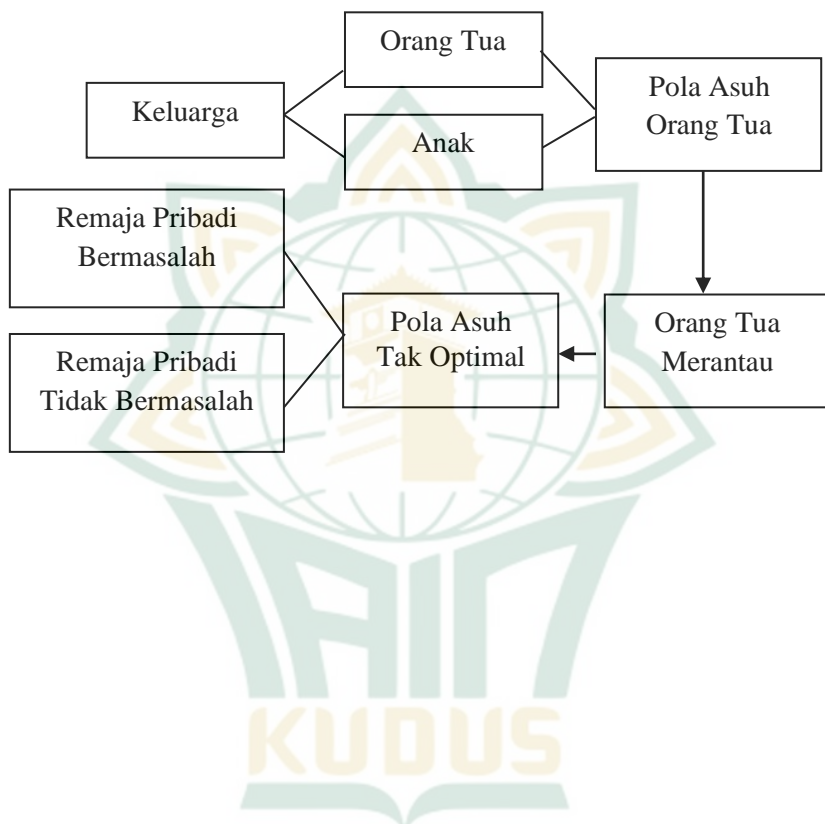 Orang Tua
Keluarga
Anak
Pola Asuh
Orang Tua
Remaja Pribadi
Bermasalah
Remaja Pribadi
Tidak Bermasalah
Pola Asuh
Tak Optimal
Orang Tua
Merantau
IAIN
KUDUS